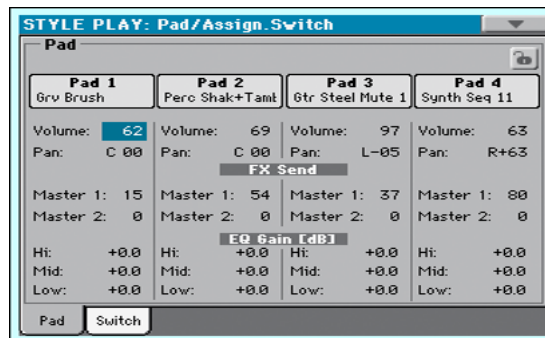 STYLE PLAY: Pad/Assign.Switch
Pad
Pad 1 Pad 2 Pad 3 Pad 4
Grv Brush Perc Shak+Tamb Gtr Steel Mute 1 Synth Seq 11
Volume: 62 Volume: 69 Volume: 97 Volume: 63
Pan: C 00 Pan: C 00 Pan: L-05 Pan: R+63
FX Send
Master 1: 15 Master 1: 54 Master 1: 37 Master 1: 80
Master 2: 0 Master 2: 0 Master 2: 0 Master 2: 0
EQ Gain [dB]
Hi: +0.0 Hi: +0.0 Hi: +0.0 Hi: +0.0
Mid: +0.0 Mid: +0.0 Mid: +0.0 Mid: +0.0
Low: +0.0 Low: +0.0 Low: +0.0 Low: +0.0
Pad Switch